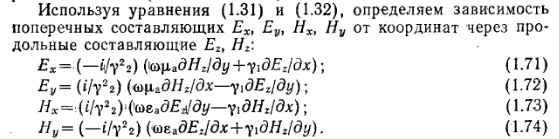 Используя уравнения (1.31) и (1.32), определяем зависимость
поперечных составляющих Eₓ, E_y, Hₓ, H_y от координат через про-
дольные составляющие E_z, H_z:
Eₓ=(−i/γ²₂) (ωμₐ∂H_z/∂y+γ₁∂E_z/∂x); (1.71)
E_y=(i/γ²₂) (ωμₐ∂H_z/∂x−γ₁∂E_z/∂y); (1.72)
Hₓ=(i/γ²₂) (ωεₐ∂E_z/∂y−γ₁∂H_z/∂x); (1.73)
H_y=(−i/γ²₂) (ωεₐ∂E_z/∂x+γ₁∂H_z/∂y). (1.74)